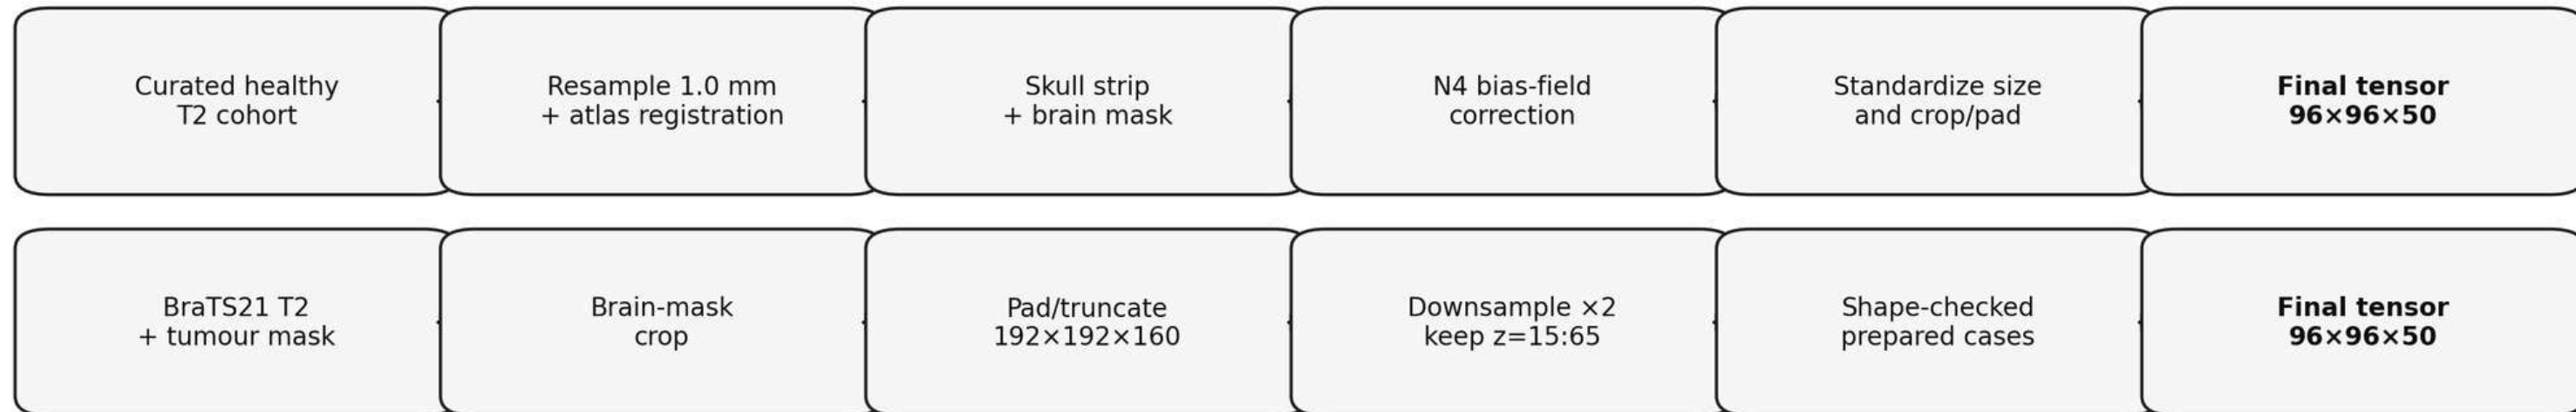 Curated healthy
T2 cohort
Resample 1.0 mm
+ atlas registration
Skull strip
+ brain mask
N4 bias-field
correction
Standardize size
and crop/pad
Final tensor
96×96×50
BraTS21 T2
+ tumour mask
Brain-mask
crop
Pad/truncate
192×192×160
Downsample ×2
keep z=15:65
Shape-checked
prepared cases
Final tensor
96×96×50